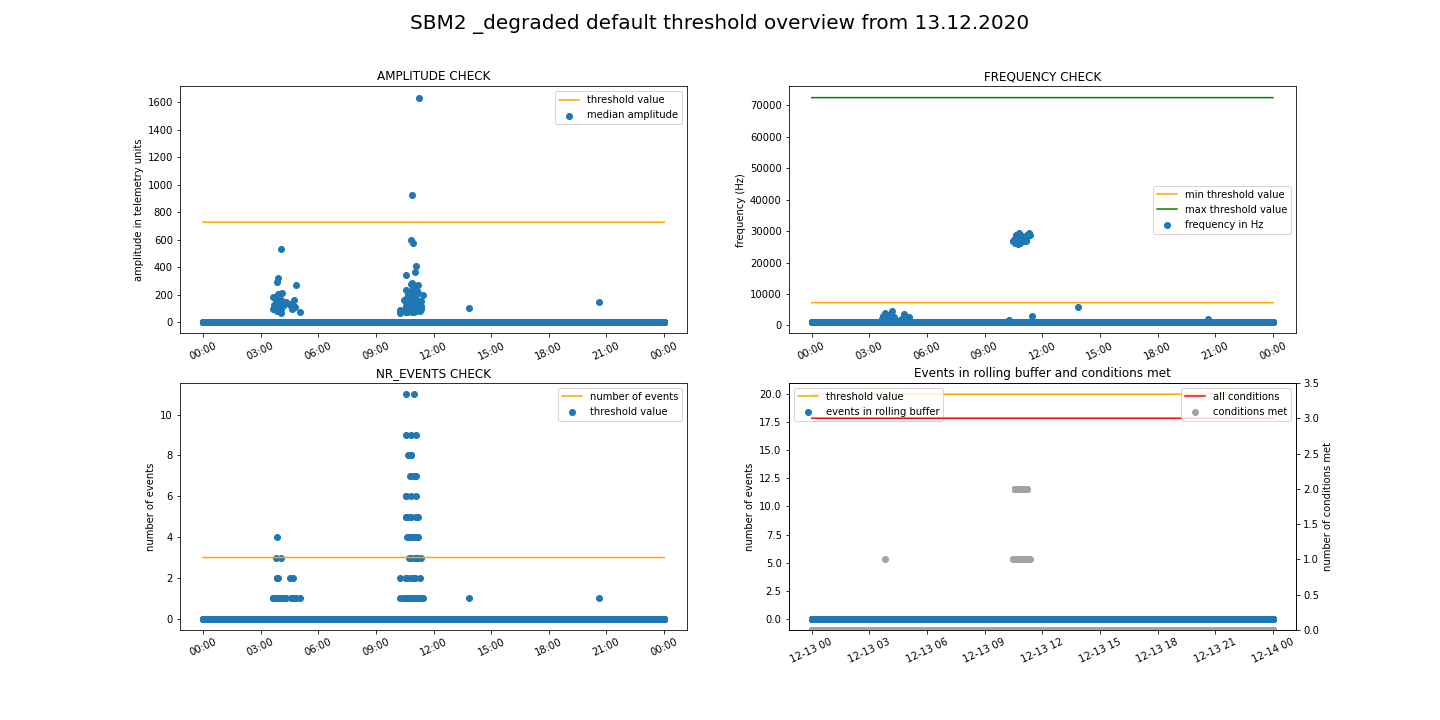 SBM2 _degraded default threshold overview from 13.12.2020
AMPLITUDE CHECK
amplitude in telemetry units
1600
1400
1200
1000
800
600
400
200
0
threshold value
median amplitude
00:00 03:00 06:00 09:00 12:00 15:00 18:00 21:00 00:00
FREQUENCY CHECK
frequency (Hz)
70000
60000
50000
40000
30000
20000
10000
0
min threshold value
max threshold value
frequency in Hz
00:00 03:00 06:00 09:00 12:00 15:00 18:00 21:00 00:00
NR_EVENTS CHECK
number of events
10
8
6
4
2
0
number of events
threshold value
00:00 03:00 06:00 09:00 12:00 15:00 18:00 21:00 00:00
Events in rolling buffer and conditions met
number of events
20.0
17.5
15.0
12.5
10.0
7.5
5.0
2.5
0.0
threshold value
events in rolling buffer
all conditions
conditions met
3.5
3.0
2.5
2.0
1.5
1.0
0.5
0.0
number of conditions met
12-13 00 12-13 03 12-13 06 12-13 09 12-13 12 12-13 15 12-13 18 12-13 21 12-14 00